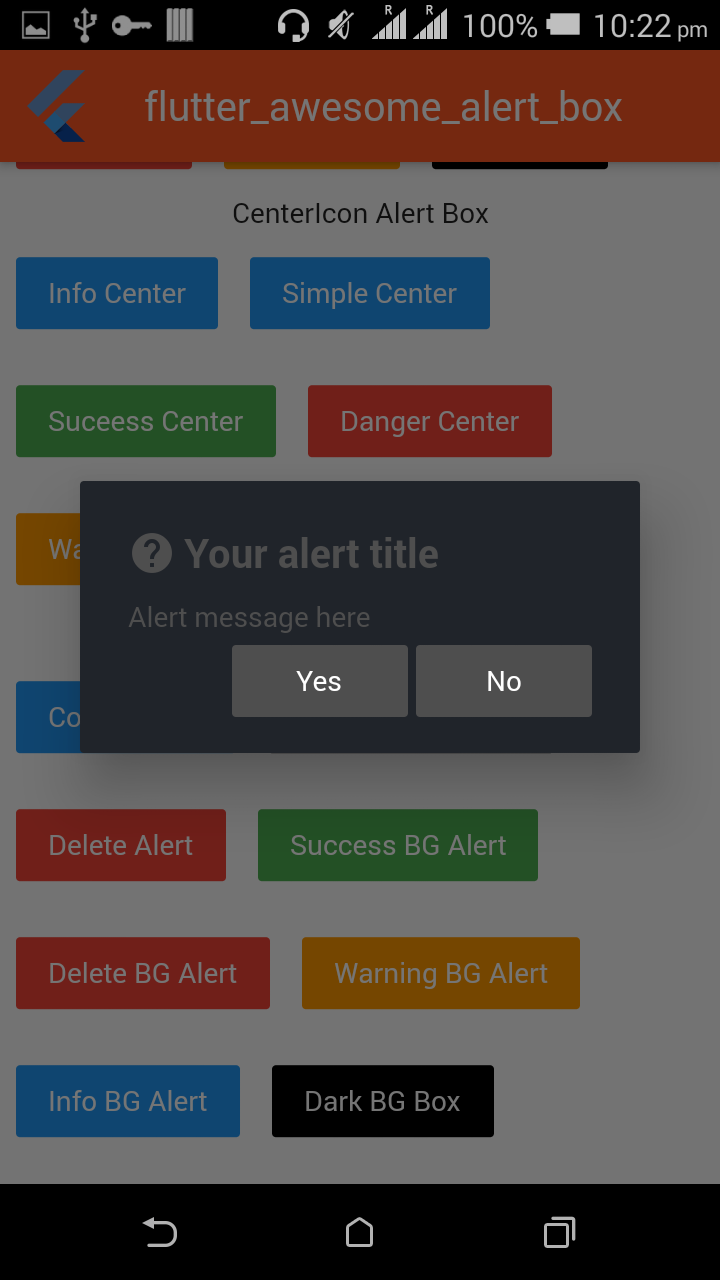 R R 100% 10:22 pm
flutter_awesome_alert_box
CenterIcon Alert Box
Info Center Simple Center
Suceess Center Danger Center
Wa
Your alert title
Alert message here
Yes No
Co
Delete Alert Success BG Alert
Delete BG Alert Warning BG Alert
Info BG Alert Dark BG Box